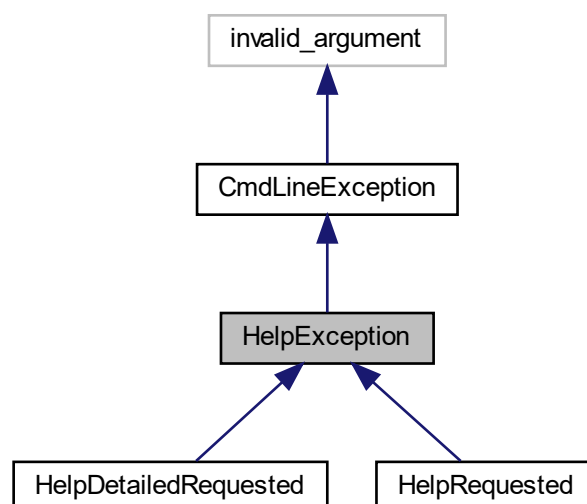 invalid_argument
CmdLineException
HelpException
HelpDetailedRequested
HelpRequested